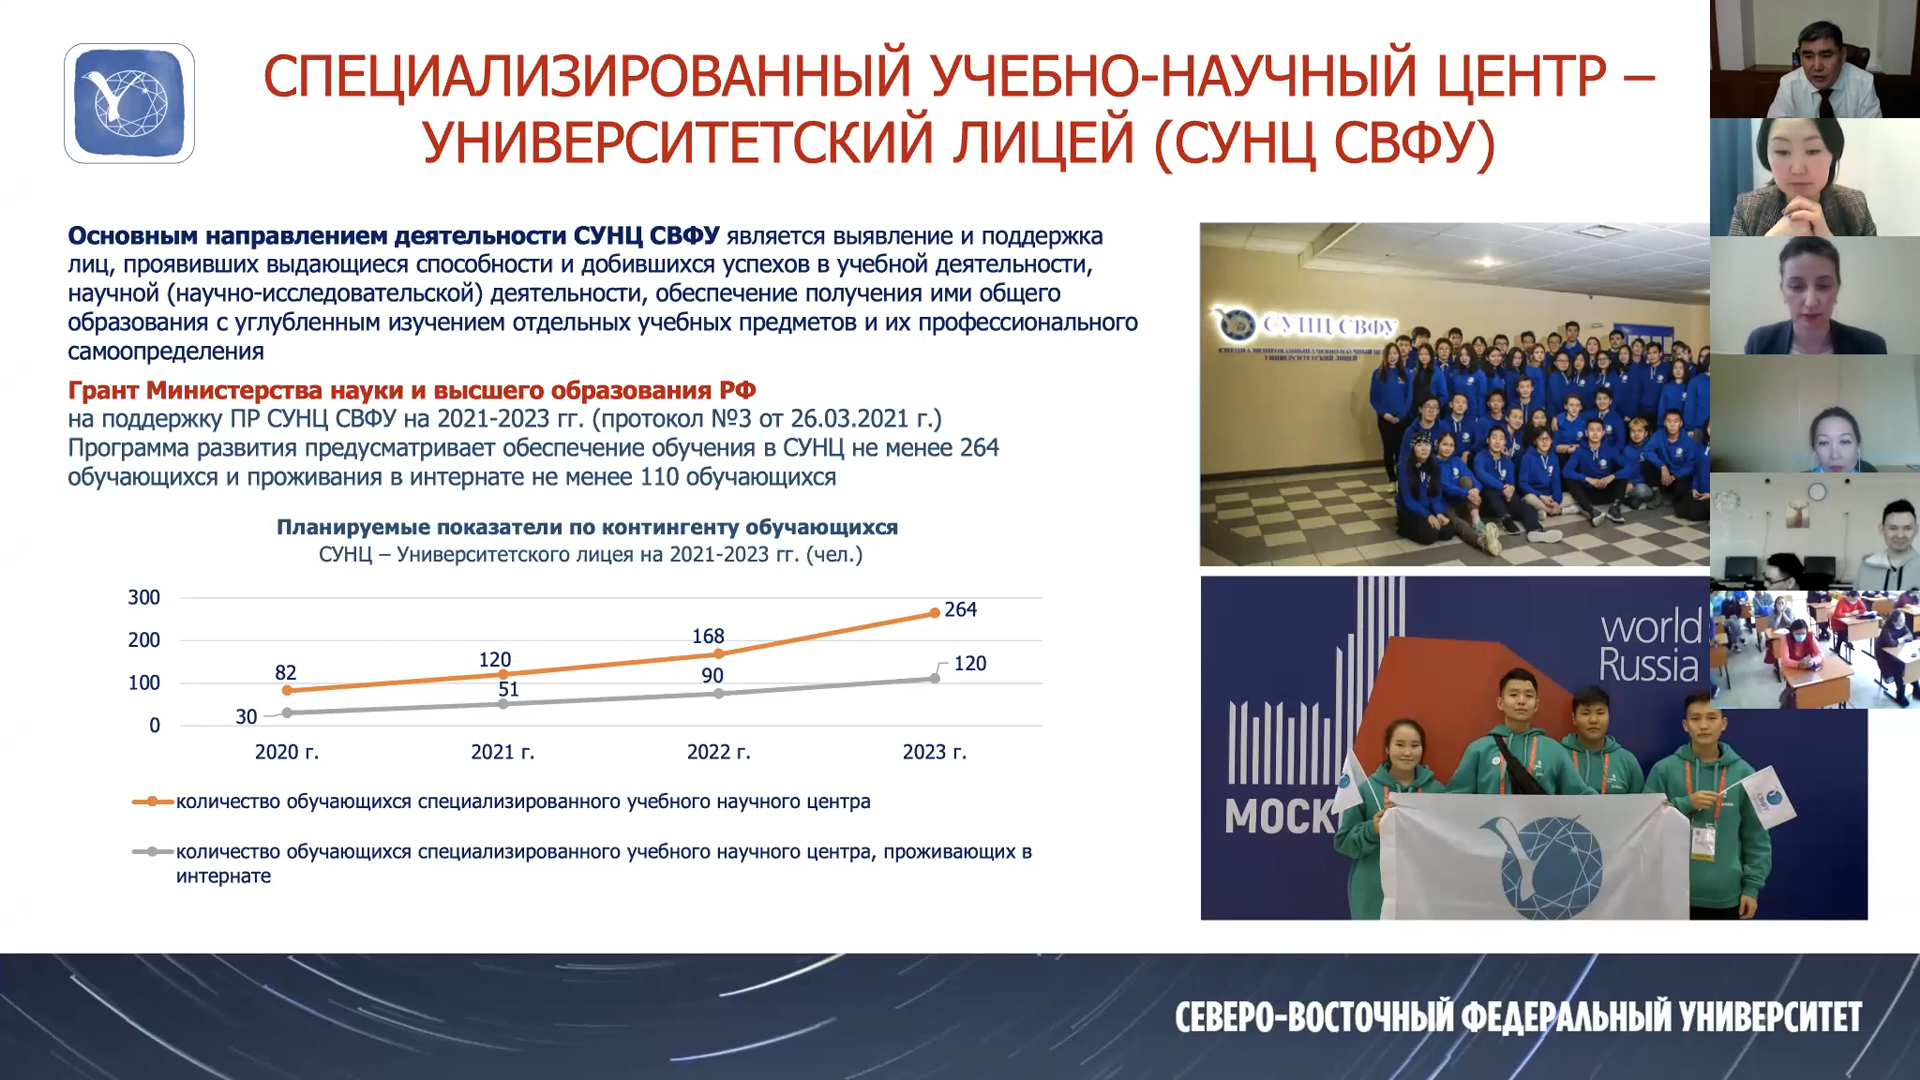 СПЕЦИАЛИЗИРОВАННЫЙ УЧЕБНО-НАУЧНЫЙ ЦЕНТР –
УНИВЕРСИТЕТСКИЙ ЛИЦЕЙ (СУНЦ СВФУ)
Основным направлением деятельности СУНЦ СВФУ является выявление и поддержка
лиц, проявивших выдающиеся способности и добившихся успехов в учебной деятельности,
научной (научно-исследовательской) деятельности, обеспечение получения ими общего
образования с углубленным изучением отдельных учебных предметов и их профессионального
самоопределения
Грант Министерства науки и высшего образования РФ
на поддержку ПР СУНЦ СВФУ на 2021-2023 гг. (протокол №3 от 26.03.2021 г.)
Программа развития предусматривает обеспечение обучения в СУНЦ не менее 264
обучающихся и проживания в интернате не менее 110 обучающихся
Планируемые показатели по контингенту обучающихся
СУНЦ – Университетского лицея на 2021-2023 гг. (чел.)
300
200
100
0
82
120
168
264
30
51
90
120
2020 г.
2021 г.
2022 г.
2023 г.
количество обучающихся специализированного учебного научного центра
количество обучающихся специализированного учебного научного центра, проживающих в
интернате
СУНЦ СВФУ
СПЕЦИАЛИЗИРОВАННЫЙ УЧЕБНО-НАУЧНЫЙ
УНИВЕРСИТЕТСКИЙ ЛИЦЕЙ
world
Russia
МОСК
СВФУ
СЕВЕРО-ВОСТОЧНЫЙ ФЕДЕРАЛЬНЫЙ УНИВЕРСИТЕТ